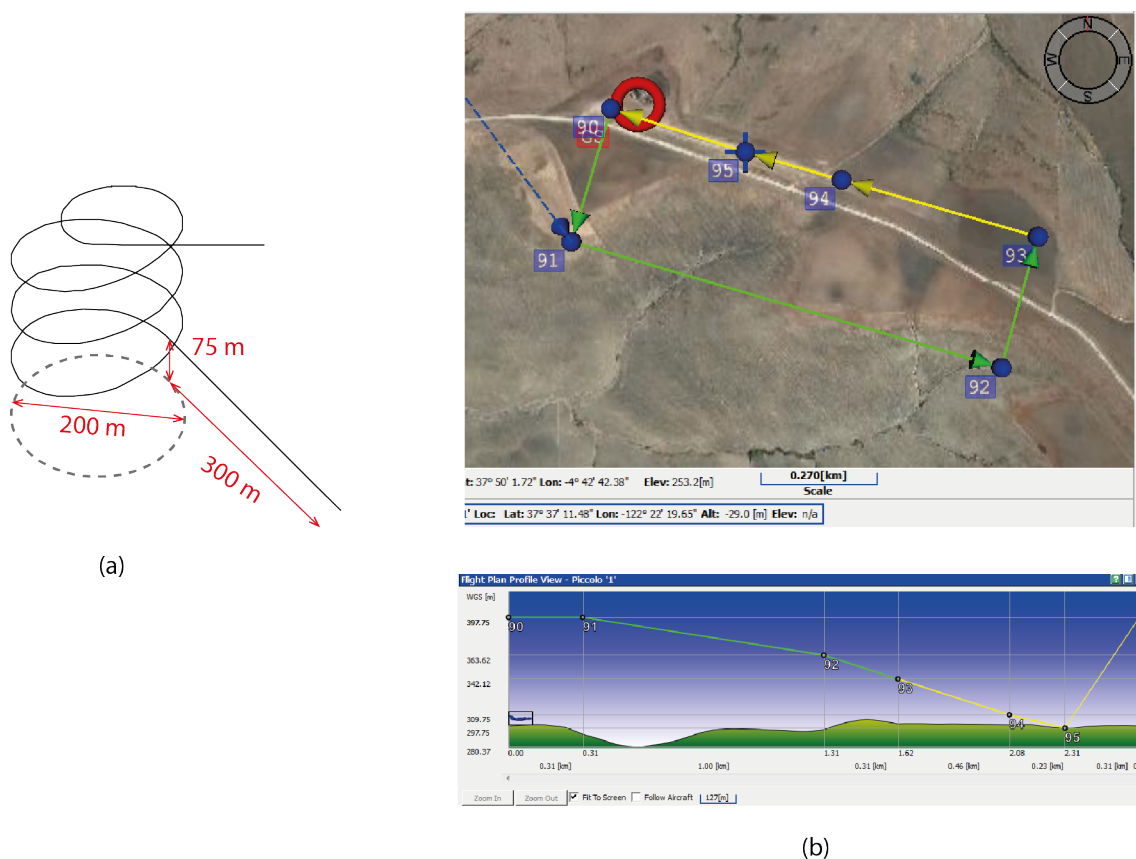 75 m
200 m
300 m
(a)
N
W
E
S
90
95
94
91
93
92
t: 37° 50' 1.72" Lon: -4° 42' 42.38" Elev: 253.2[m]
0.270[km]
Scale
1' Loc: Lat: 37° 37' 11.48" Lon: -122° 22' 19.65" Alt: -29.0 [m] Elev: n/a
Flight Plan Profile View - Piccolo '1'
WGS [m]
397.75
363.62
342.12
309.75
297.75
280.37
90
91
92
93
94
95
0.00
0.31
1.31
1.62
2.08
2.31
0.31 [km]
1.00 [km]
0.31 [km]
0.46 [km]
0.23 [km]
0.31 [km]
Zoom In
Zoom Out
Fit To Screen
Follow Aircraft
127[m]
(b)